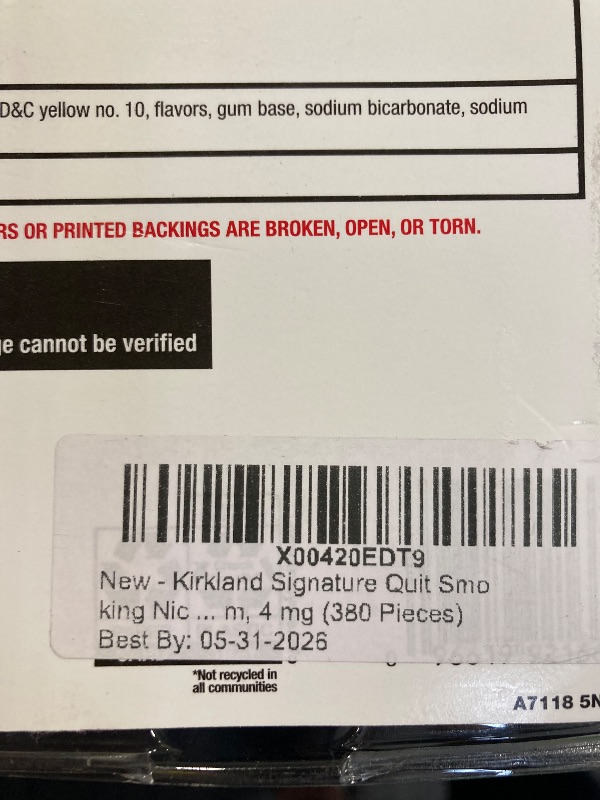 D&C yellow no. 10, flavors, gum base, sodium bicarbonate, sodium
RS OR PRINTED BACKINGS ARE BROKEN, OPEN, OR TORN.
e cannot be verified
X00420EDT9
New - Kirkland Signature Quit Smo
king Nic ... m, 4 mg (380 Pieces)
Best By: 05-31-2026
*Not recycled in
all communities
A7118 5N